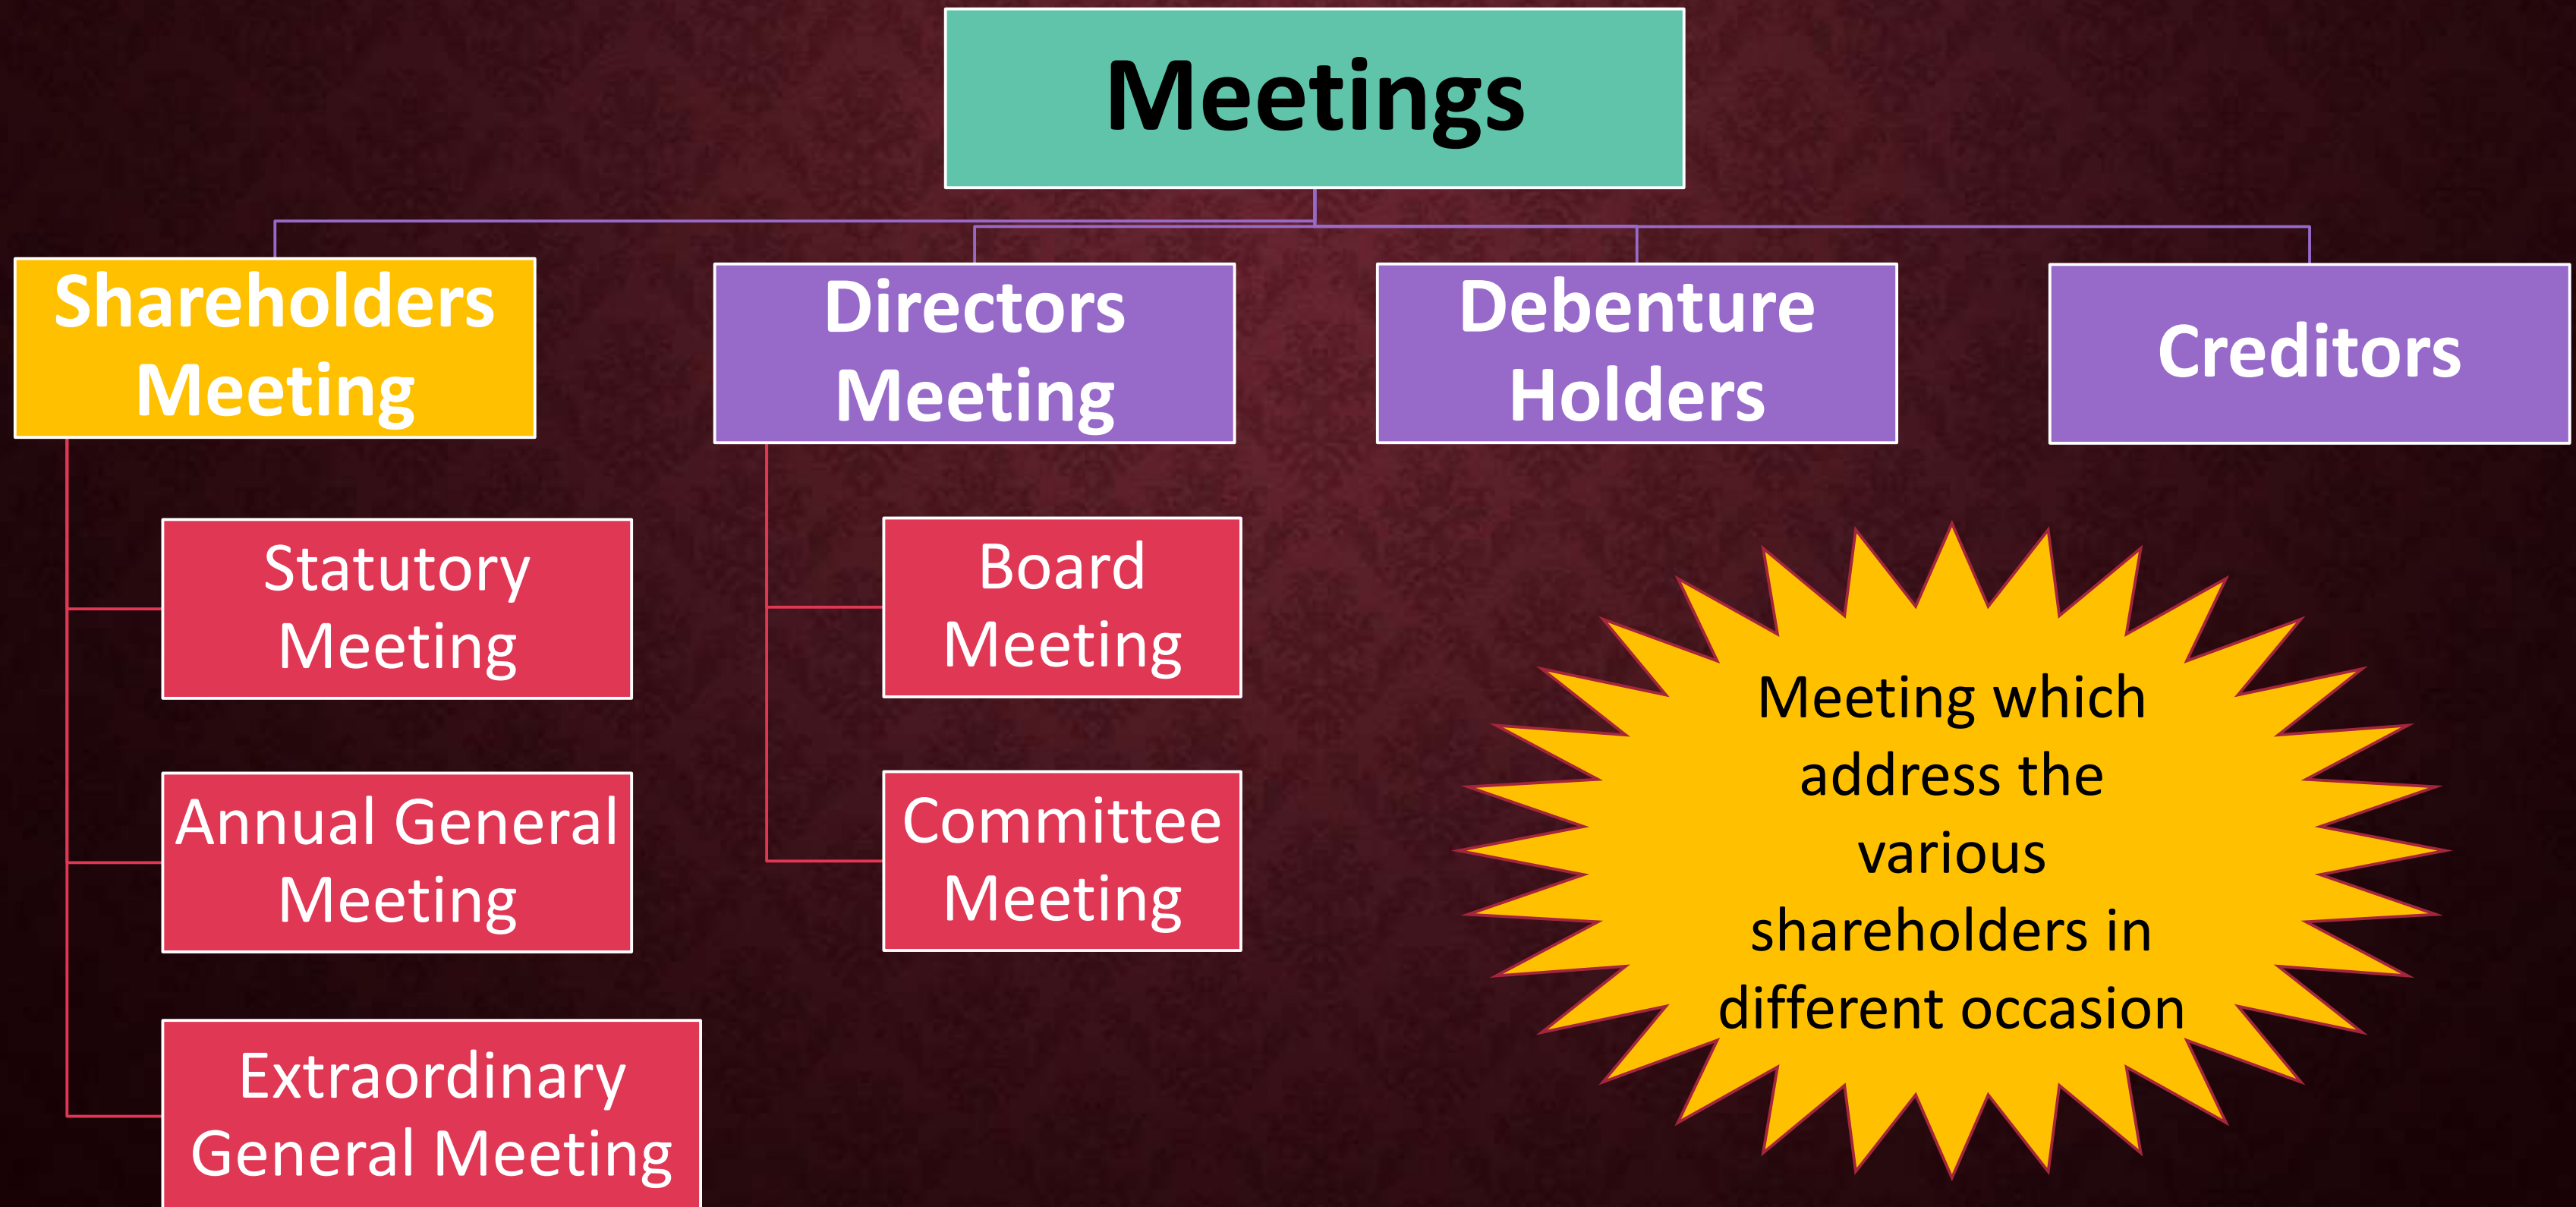 Meetings
Shareholders
Meeting
Directors
Meeting
Debenture
Holders
Creditors
Statutory
Meeting
Annual General
Meeting
Extraordinary
General Meeting
Board
Meeting
Committee
Meeting
Meeting which
address the
various
shareholders in
different occasion